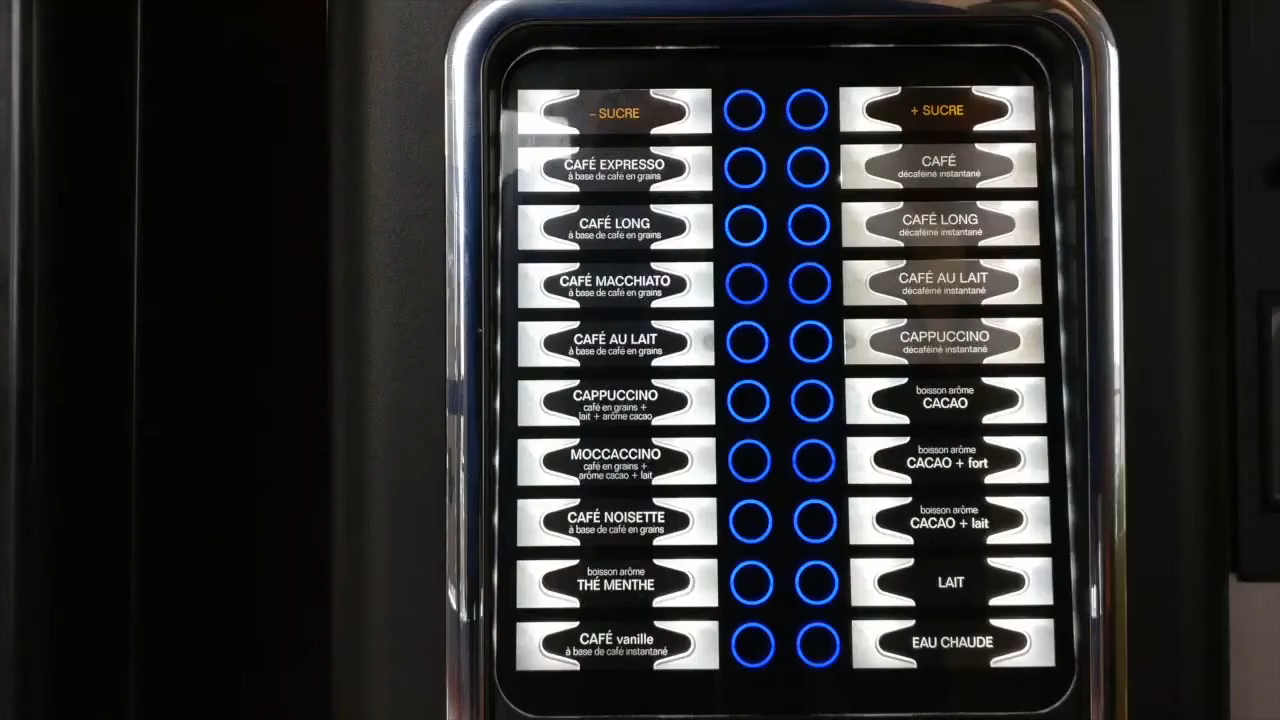 – SUCRE
+ SUCRE
CAFÉ EXPRESSO
à base de café en grains
CAFÉ
décaféiné instantané
CAFÉ LONG
à base de café en grains
CAFÉ LONG
décaféiné instantané
CAFÉ MACCHIATO
à base de café en grains
CAFÉ AU LAIT
décaféiné instantané
CAFÉ AU LAIT
à base de café en grains
CAPPUCCINO
décaféiné instantané
CAPPUCCINO
café en grains +
lait + arôme cacao
boisson arôme
CACAO
MOCCACCINO
café en grains +
arôme cacao + lait
boisson arôme
CACAO + fort
CAFÉ NOISETTE
à base de café en grains
boisson arôme
CACAO + lait
boisson arôme
THÉ MENTHE
LAIT
CAFÉ vanille
à base de café instantané
EAU CHAUDE